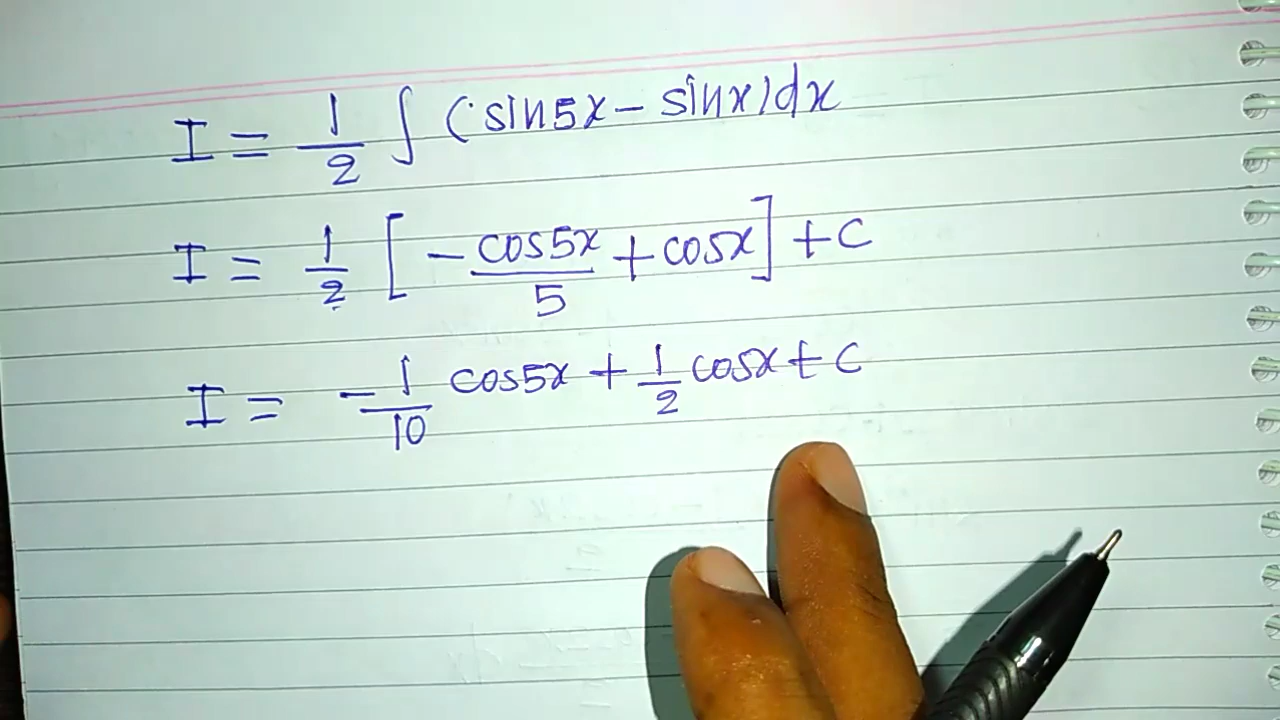 I = 1/2 ∫ (sin5x - sinx)dx
I = 1/2 [-cos5x/5 + cosx] + c
I = -1/10 cos5x + 1/2 cosx + c